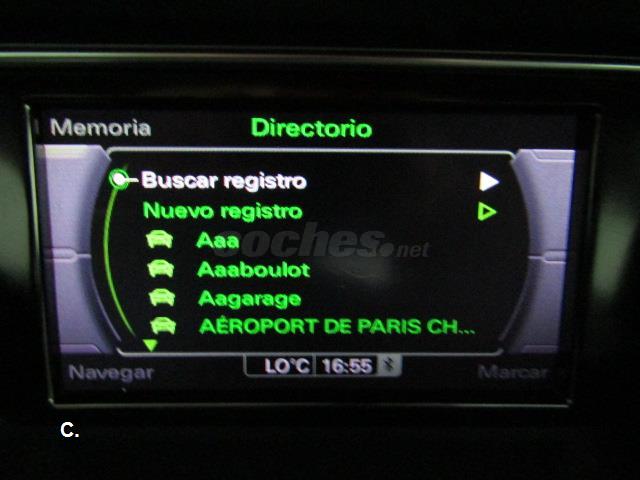 Memoria Directorio
Buscar registro
Nuevo registro
Aaa
coches.net
Aaaboulot
Aagarage
AÉROPORT DE PARIS CH...
LO°C 16:55
Navegar Marcar
C.